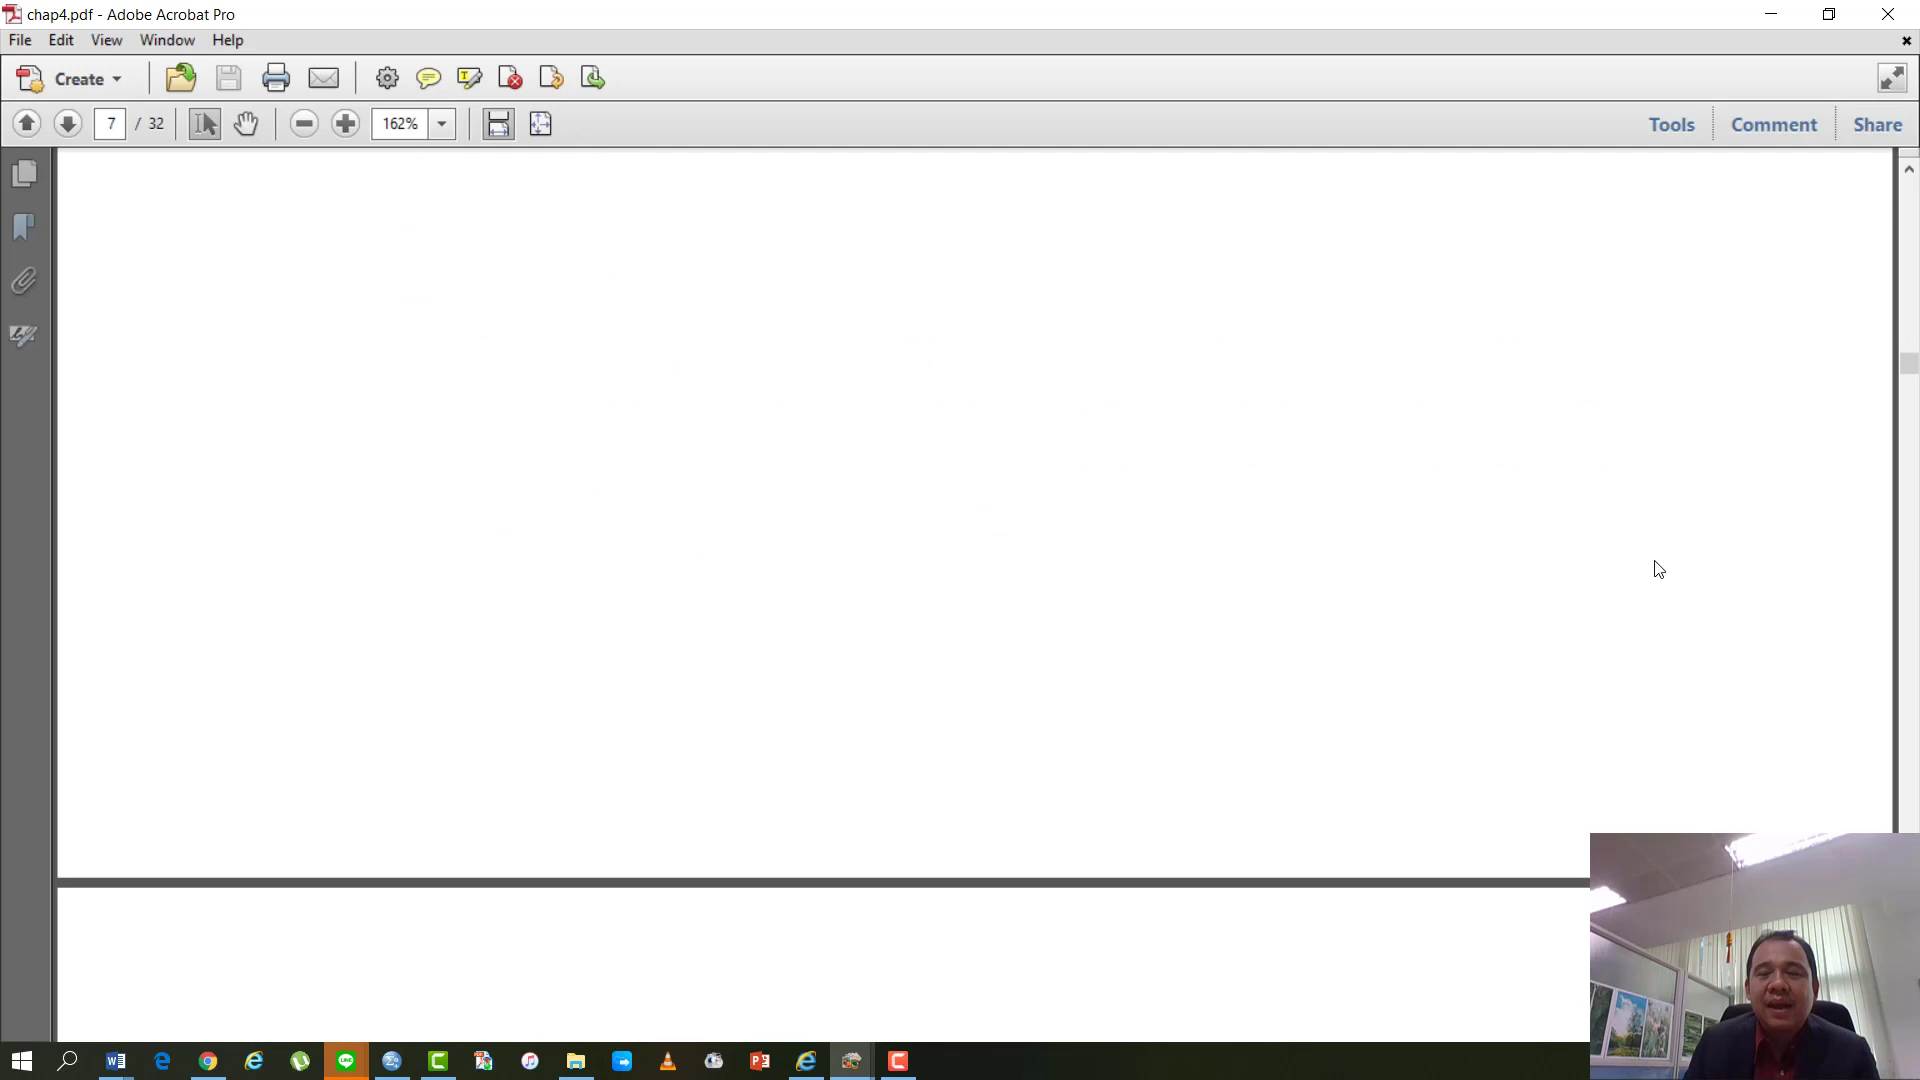 chap4.pdf - Adobe Acrobat Pro
File Edit View Window Help
Create
7 / 32 162% Tools Comment Share